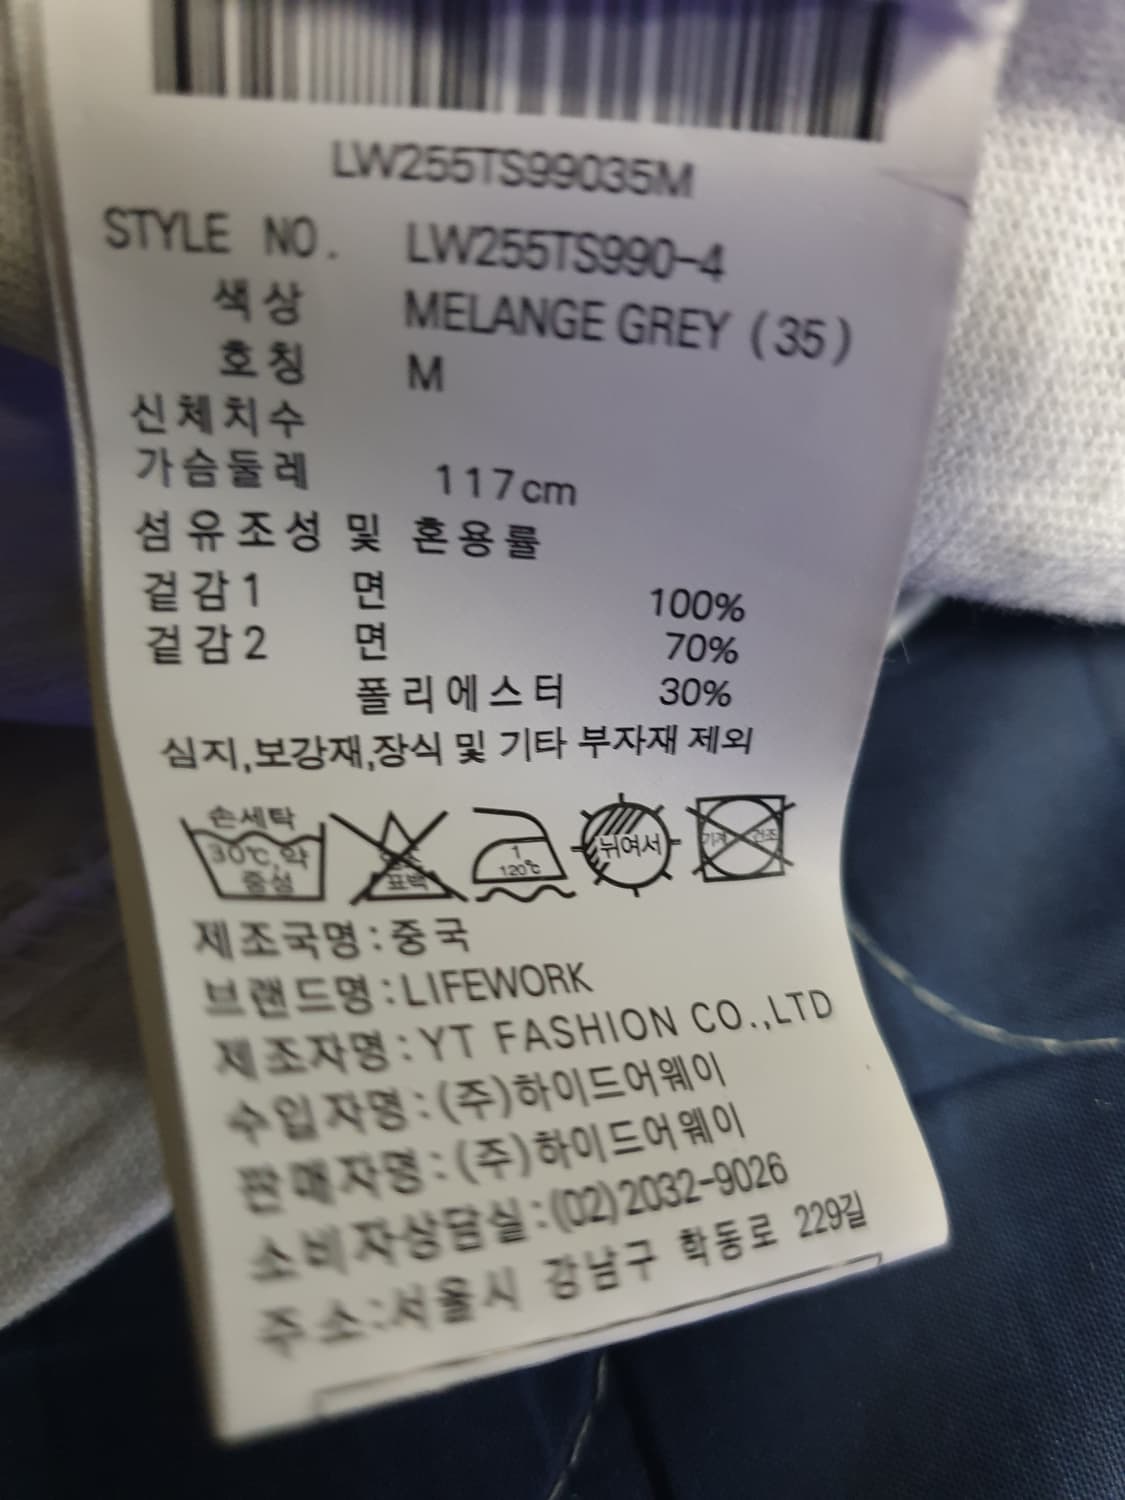 LW255TS99035M
STYLE NO. LW255TS990-4
색상 MELANGE GREY (35)
호칭 M
신체치수
가슴둘레 117cm
섬유조성 및 혼용률
겉감1 면 100%
겉감2 면 70%
폴리에스터 30%
심지,보강재,장식 및 기타 부자재 제외
손세탁
30℃,약
중성
표백
1
120℃
뉘여서
기계 건조
제조국명:중국
브랜드명:LIFEWORK
제조자명:YT FASHION CO.,LTD
수입자명:(주)하이드어웨이
판매자명:(주)하이드어웨이
소비자상담실:(02)2032-9026
주소:서울시 강남구 학동로 229길